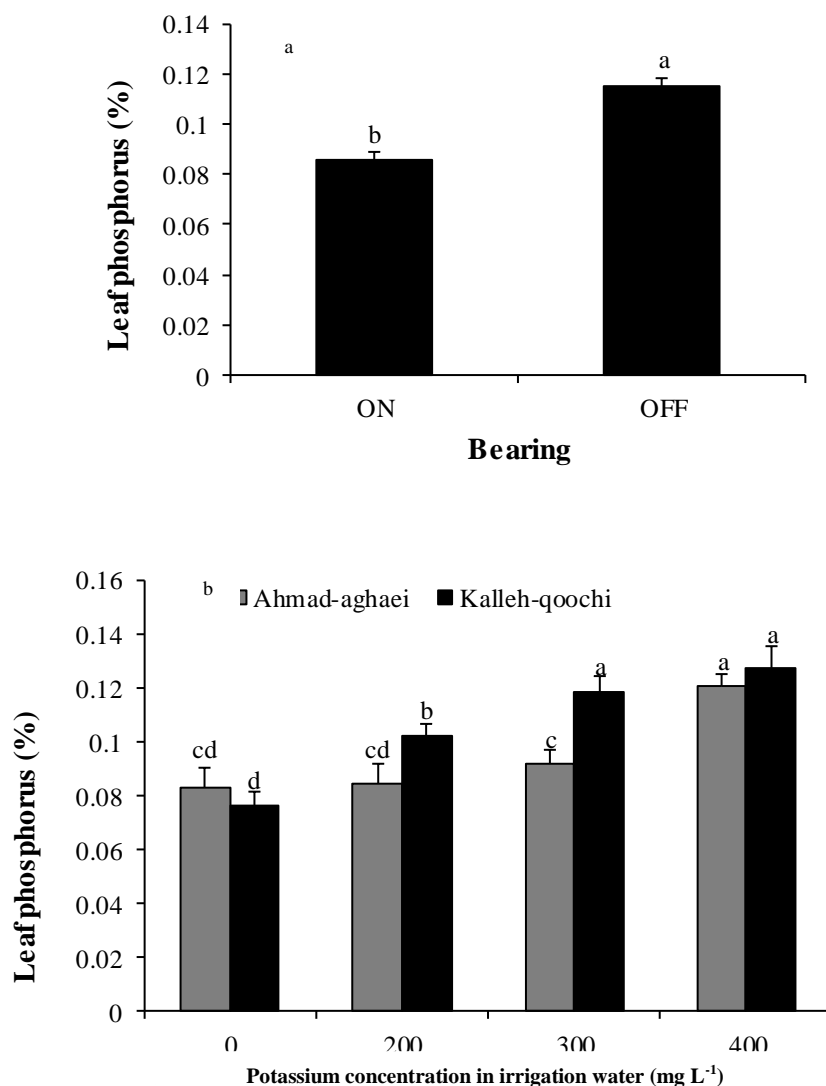 0.14
a
a
0.12
b
0.1
0.08
0.06
0.04
0.02
0
Leaf phosphorus (%)
ON OFF
Bearing
0.16
b Ahmad-aghaei Kalleh-qoochi
0.14
a a
a
0.12
b
0.1
cd cd c
d
0.08
0.06
0.04
0.02
0
Leaf phosphorus (%)
0 200 300 400
Potassium concentration in irrigation water (mg L⁻¹)